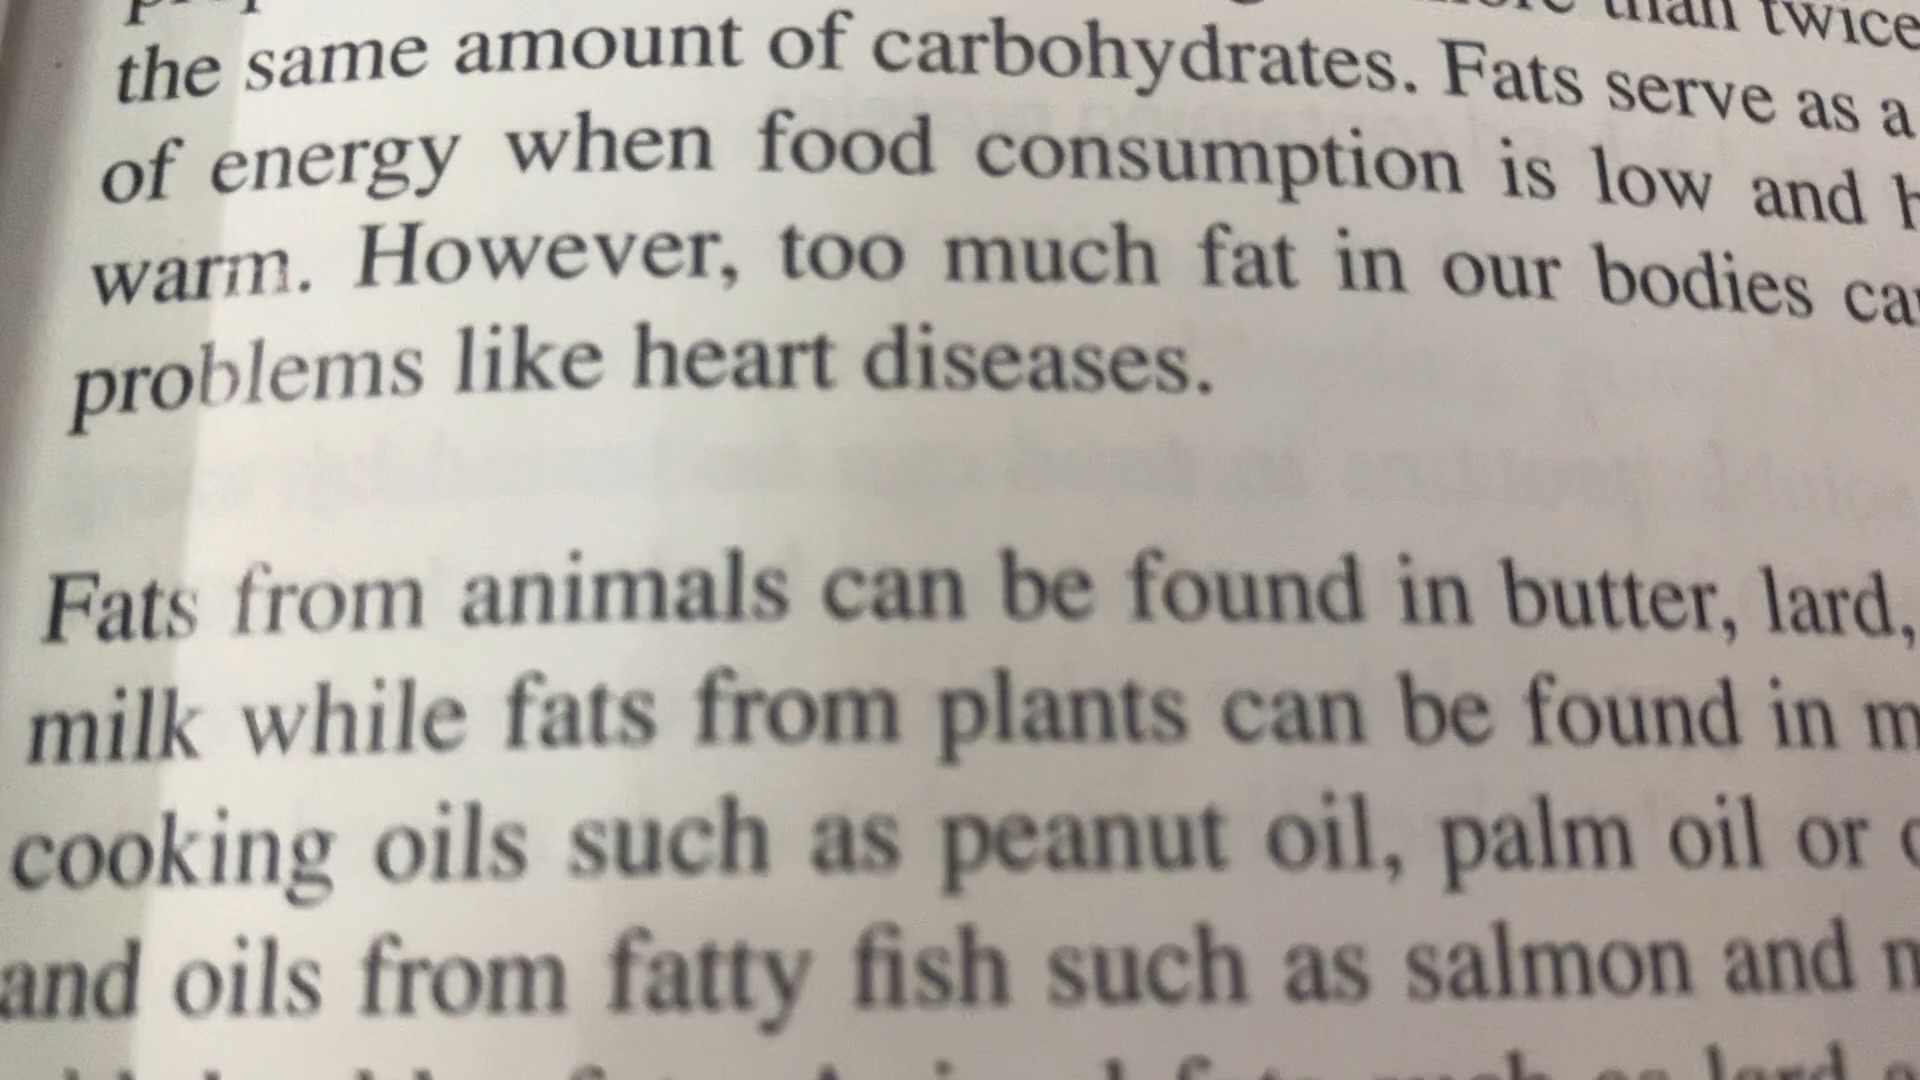 than twice
the same amount of carbohydrates. Fats serve as a
of energy when food consumption is low and
warm. However, too much fat in our bodies
problems like heart diseases.
Fats from animals can be found in butter, lard,
milk while fats from plants can be found in
cooking oils such as peanut oil, palm oil or
and oils from fatty fish such as salmon and